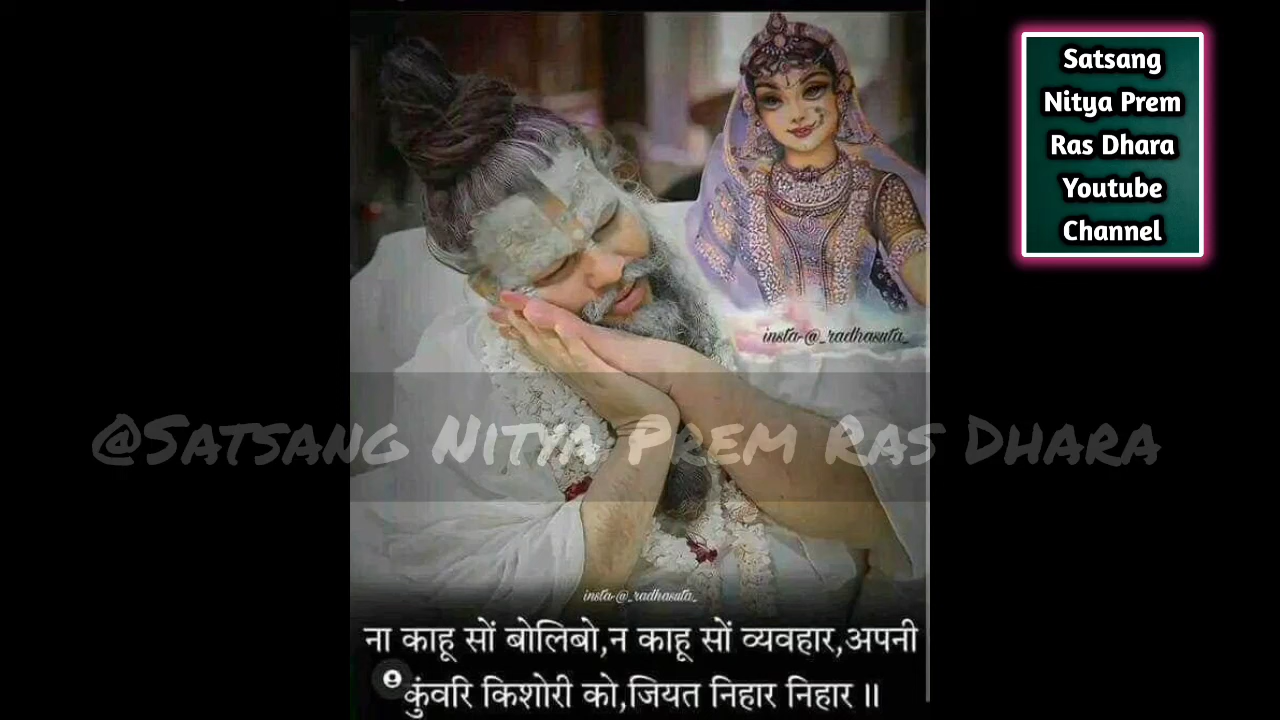 Satsang
Nitya Prem
Ras Dhara
Youtube
Channel
insta-@_radhasuta_
@Satsang Nitya Prem Ras Dhara
insta-@_radhasuta_
ना काहू सों बोलिबो,न काहू सों व्यवहार,अपनी
कुंवरि किशोरी को,जियत निहार निहार ॥